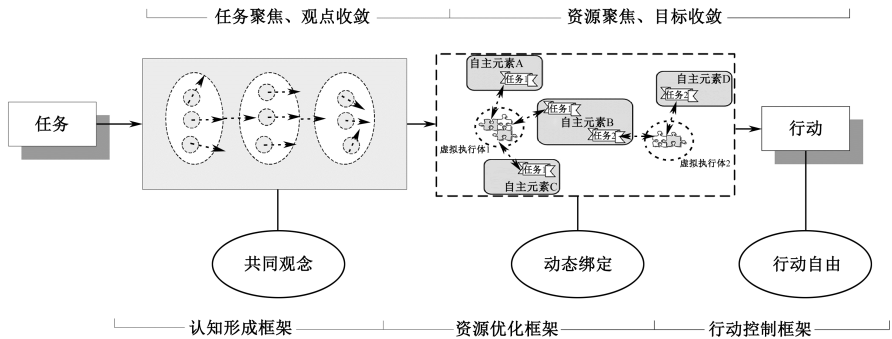 任务聚焦、观点收敛
资源聚焦、目标收敛
任务
自主元素A
任务1
自主元素D
任务2
任务1
自主元素B
任务2
虚拟执行体1
虚拟执行体2
任务1
自主元素C
行动
共同观念
动态绑定
行动自由
认知形成框架
资源优化框架
行动控制框架